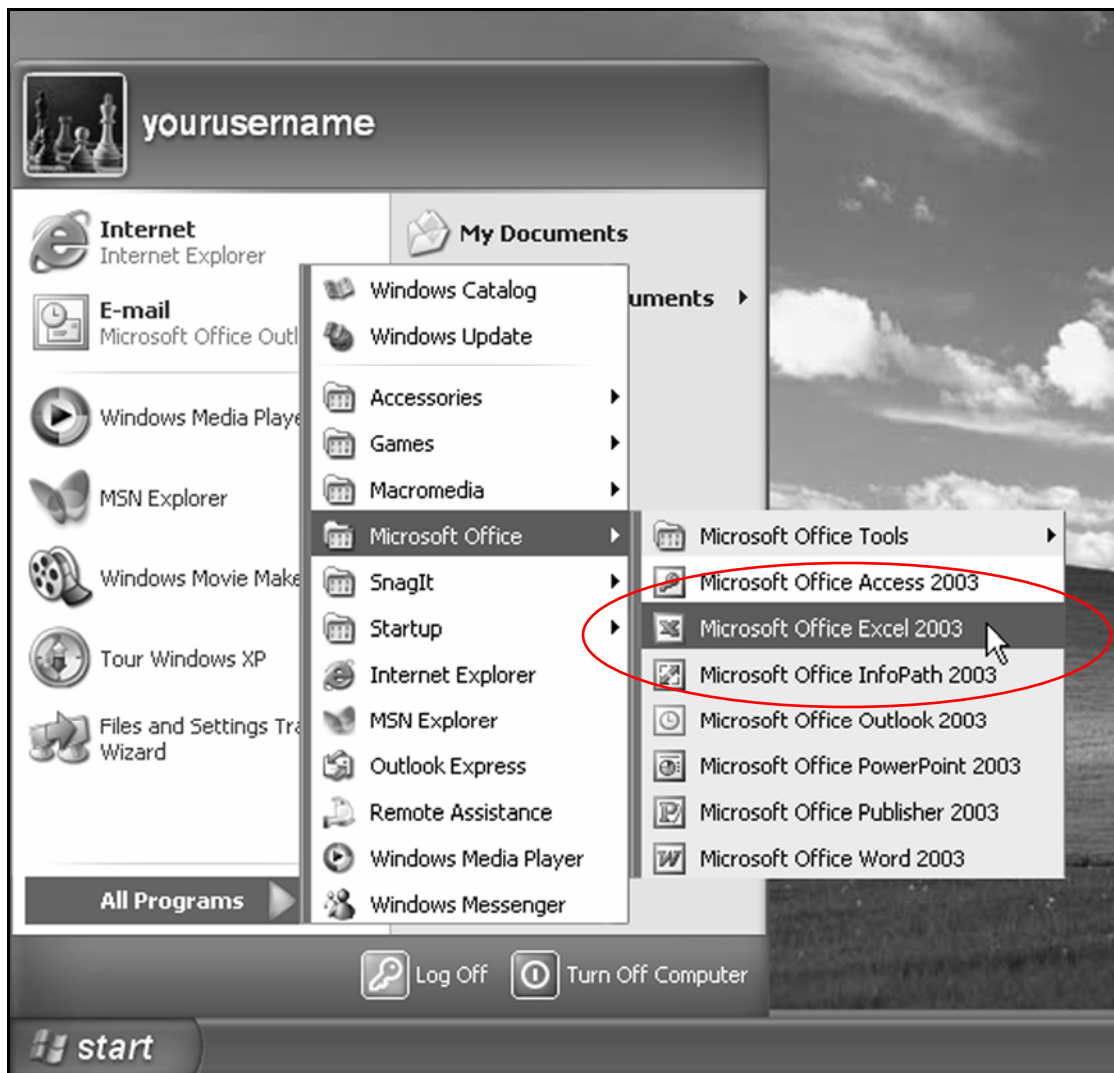 yourusername
Internet
Internet Explorer
E-mail
Microsoft Office Outl
Windows Media Playe
MSN Explorer
Windows Movie Make
Tour Windows XP
Files and Settings Tra
Wizard
All Programs
My Documents
uments
Windows Catalog
Windows Update
Accessories
Games
Macromedia
Microsoft Office
SnagIt
Startup
Internet Explorer
MSN Explorer
Outlook Express
Remote Assistance
Windows Media Player
Windows Messenger
Microsoft Office Tools
Microsoft Office Access 2003
Microsoft Office Excel 2003
Microsoft Office InfoPath 2003
Microsoft Office Outlook 2003
Microsoft Office PowerPoint 2003
Microsoft Office Publisher 2003
Microsoft Office Word 2003
Log Off
Turn Off Computer
start